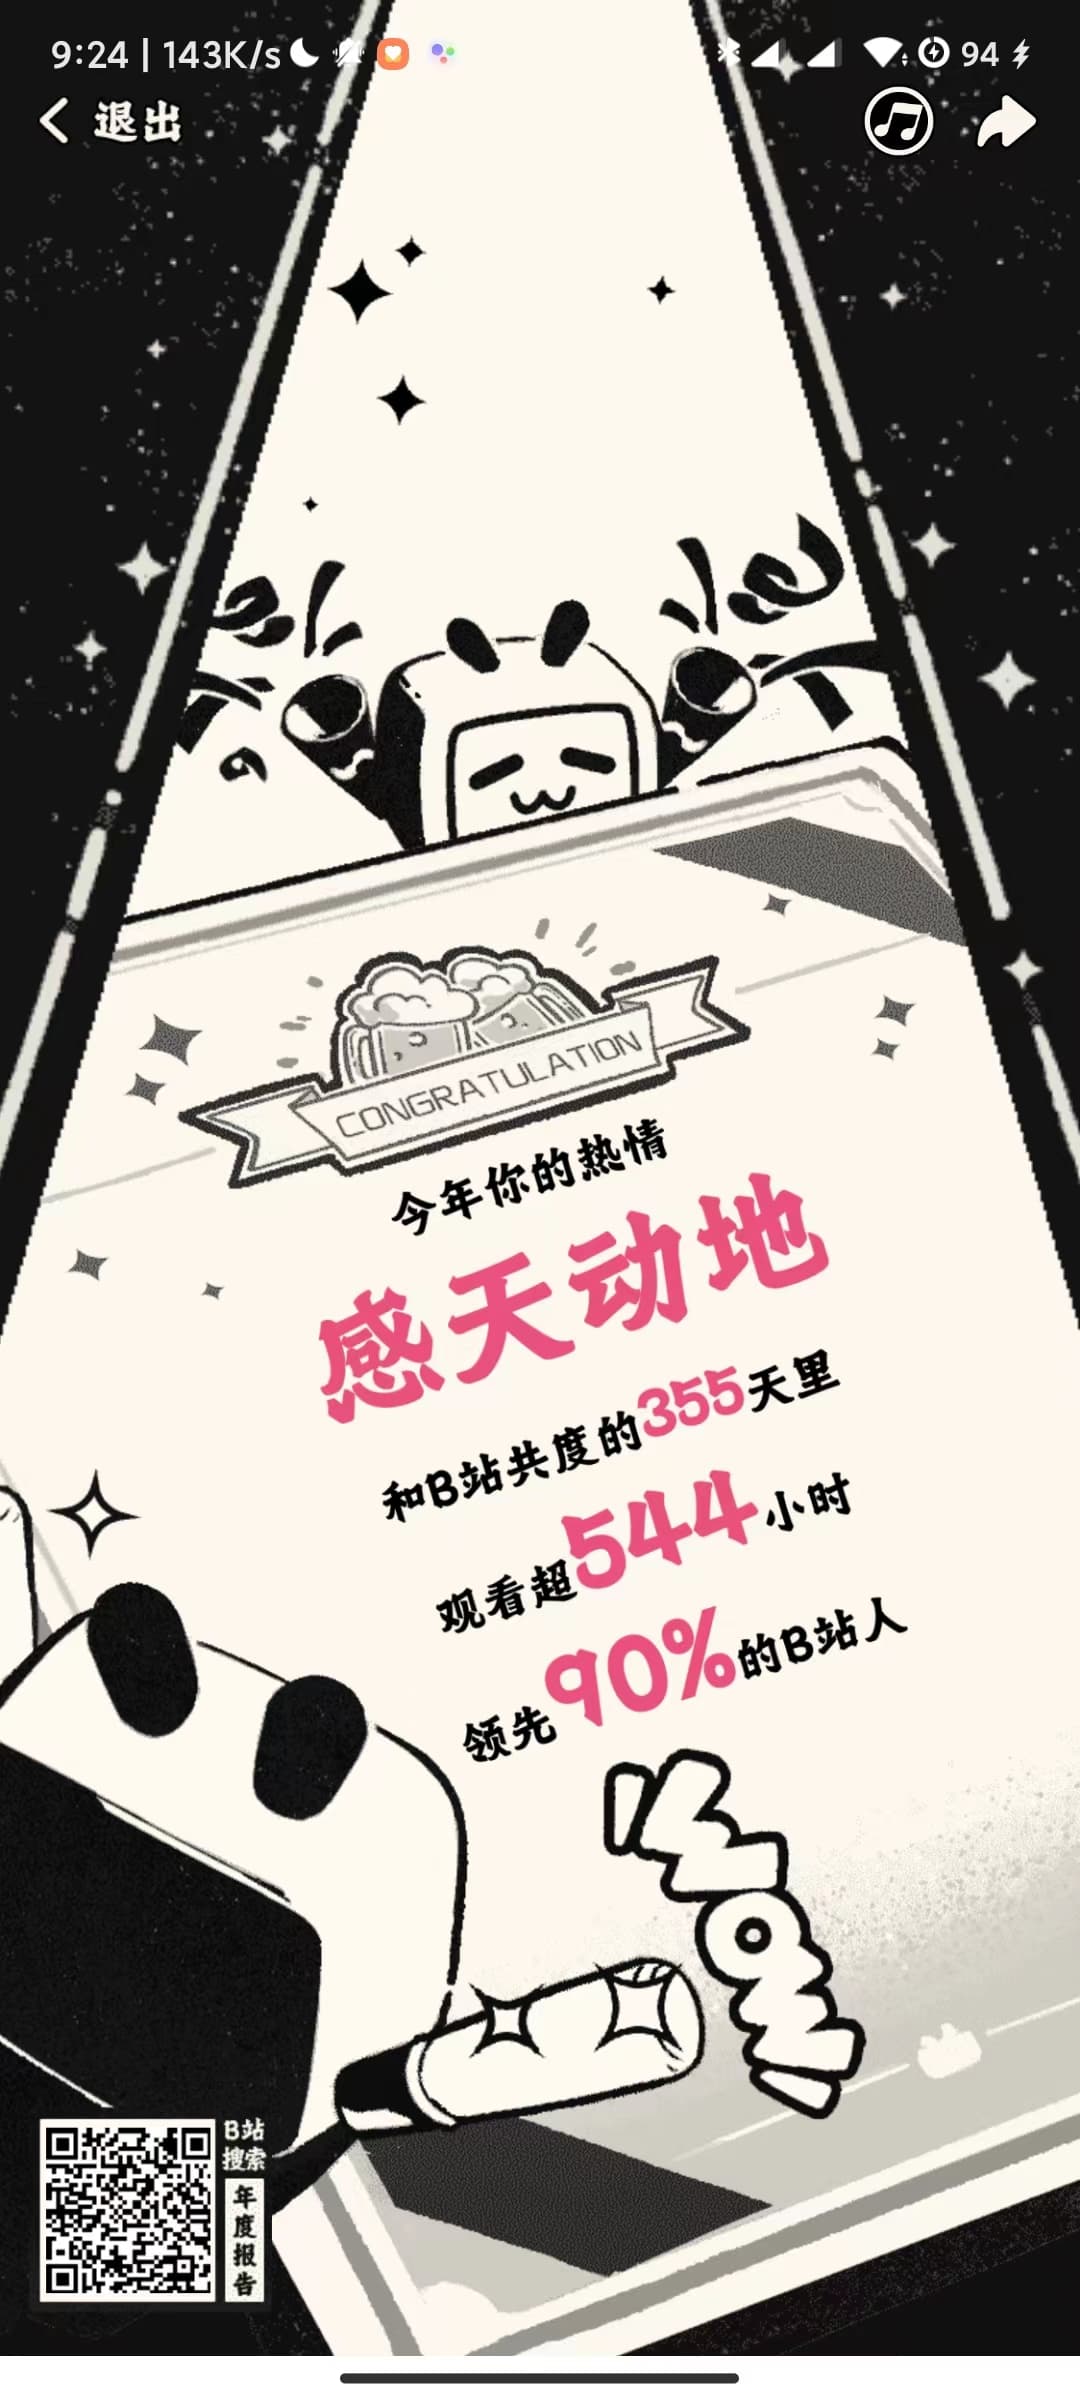 9:24 | 143K/s
94
退出
CONGRATULATION
今年你的热情
感天动地
和B站共度的355天里
观看超544小时
领先90%的B站人
WOW!
B站
搜索
年度报告